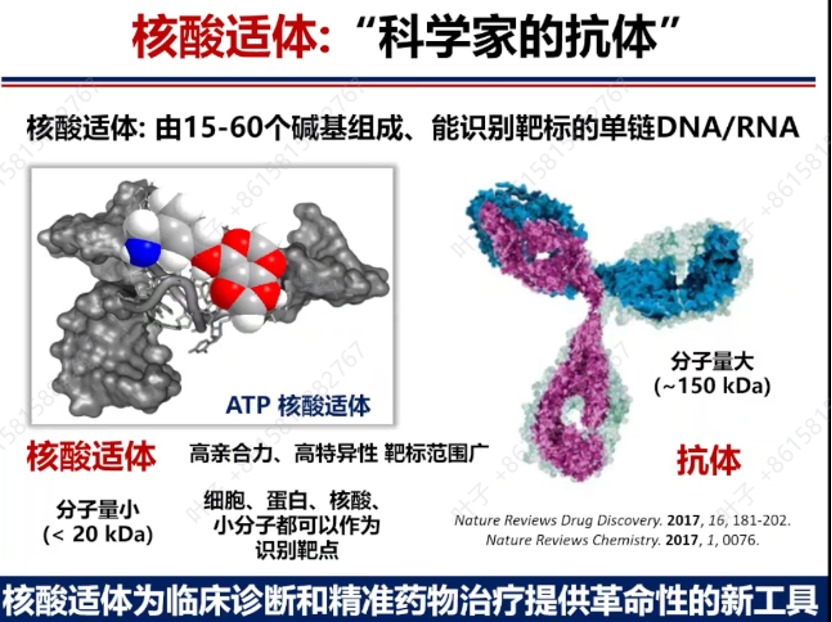 核酸适体:“科学家的抗体”
核酸适体: 由15-60个碱基组成、能识别靶标的单链DNA/RNA
ATP 核酸适体
分子量大
(~150 kDa)
核酸适体
高亲合力、高特异性 靶标范围广
抗体
分子量小
(< 20 kDa)
细胞、蛋白、核酸、
小分子都可以作为
识别靶点
Nature Reviews Drug Discovery. 2017, 16, 181-202.
Nature Reviews Chemistry. 2017, 1, 0076.
核酸适体为临床诊断和精准药物治疗提供革命性的新工具